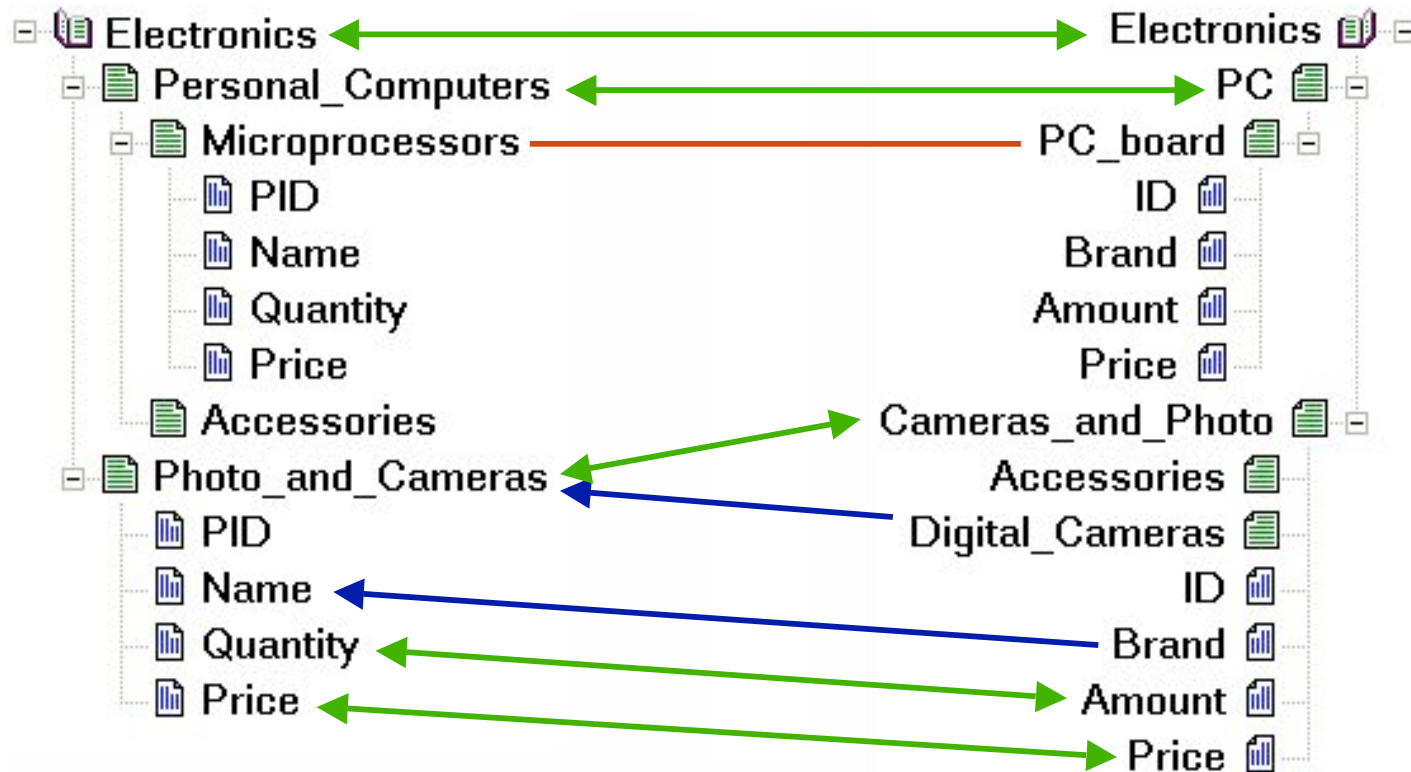 Electronics
Personal_Computers
Microprocessors
PID
Name
Quantity
Price
Accessories
Photo_and_Cameras
PID
Name
Quantity
Price
Electronics
PC
PC_board
ID
Brand
Amount
Price
Cameras_and_Photo
Accessories
Digital_Cameras
ID
Brand
Amount
Price